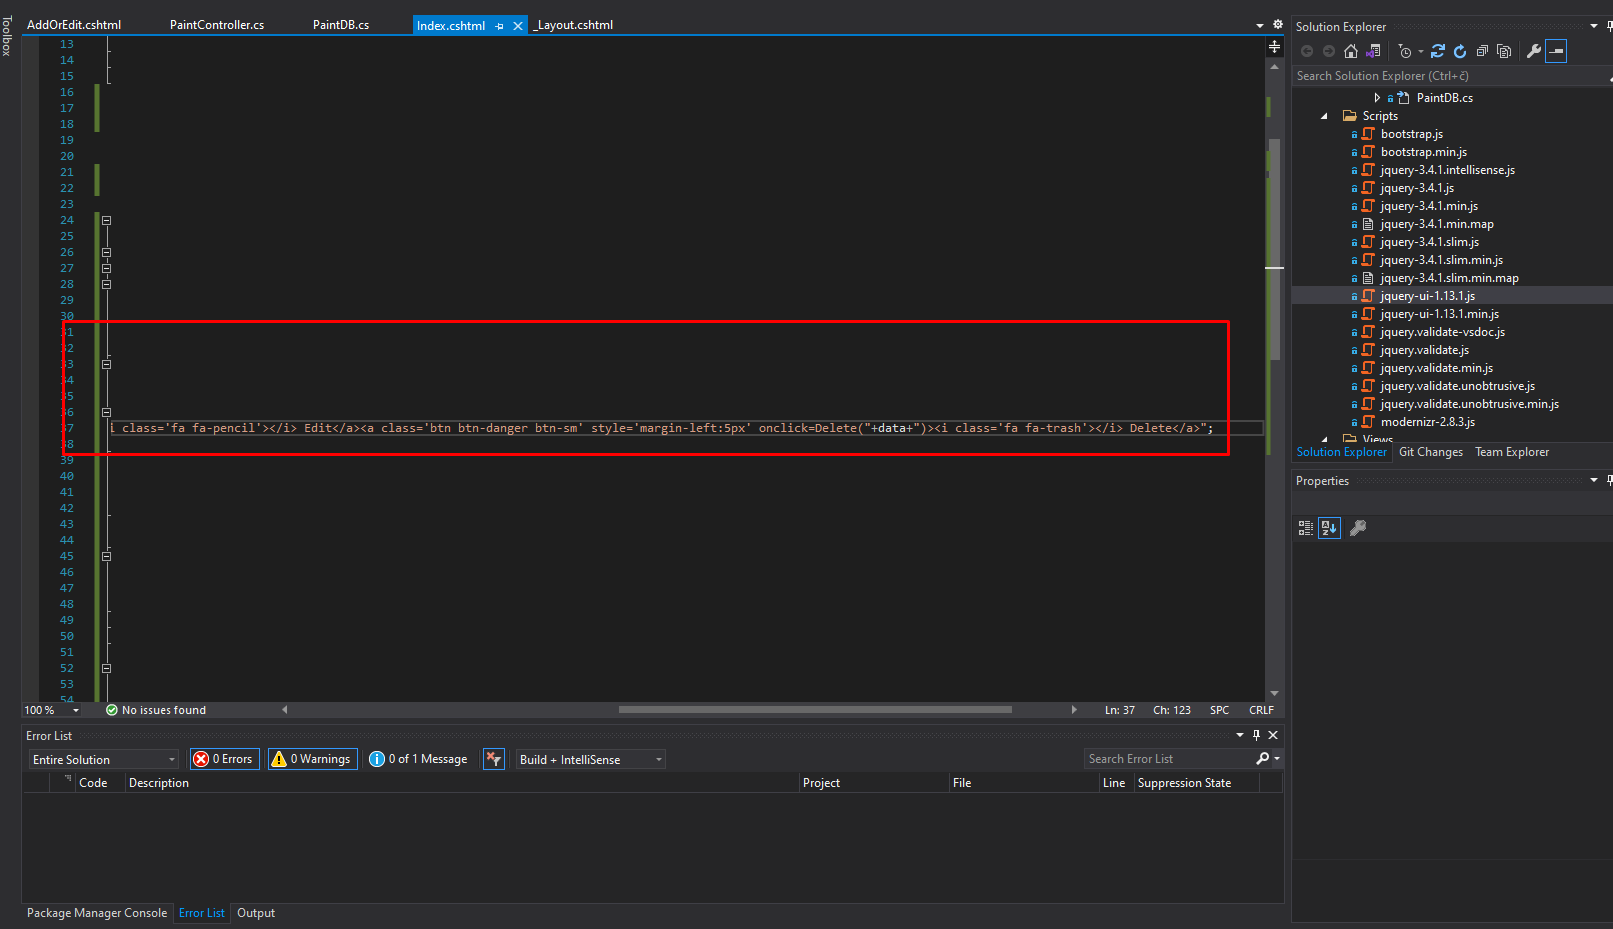 Toolbox
AddOrEdit.cshtml PaintController.cs PaintDB.cs Index.cshtml _Layout.cshtml
13
14
15
16
17
18
19
20
21
22
23
24
25
26
27
28
29
30
31
32
33
34
35
36
37 i class='fa fa-pencil'></i> Edit</a><a class='btn btn-danger btn-sm' style='margin-left:5px' onclick=Delete("+data+")><i class='fa fa-trash'></i> Delete</a>";
38
39
40
41
42
43
44
45
46
47
48
49
50
51
52
53
54
100 % No issues found Ln: 37 Ch: 123 SPC CRLF
Error List
Entire Solution 0 Errors 0 Warnings 0 of 1 Message Build + IntelliSense Search Error List
Code Description Project File Line Suppression State
Package Manager Console Error List Output
Solution Explorer
Search Solution Explorer (Ctrl+č)
PaintDB.cs
Scripts
bootstrap.js
bootstrap.min.js
jquery-3.4.1.intellisense.js
jquery-3.4.1.js
jquery-3.4.1.min.js
jquery-3.4.1.min.map
jquery-3.4.1.slim.js
jquery-3.4.1.slim.min.js
jquery-3.4.1.slim.min.map
jquery-ui-1.13.1.js
jquery-ui-1.13.1.min.js
jquery.validate-vsdoc.js
jquery.validate.js
jquery.validate.min.js
jquery.validate.unobtrusive.js
jquery.validate.unobtrusive.min.js
modernizr-2.8.3.js
Views
Solution Explorer Git Changes Team Explorer
Properties